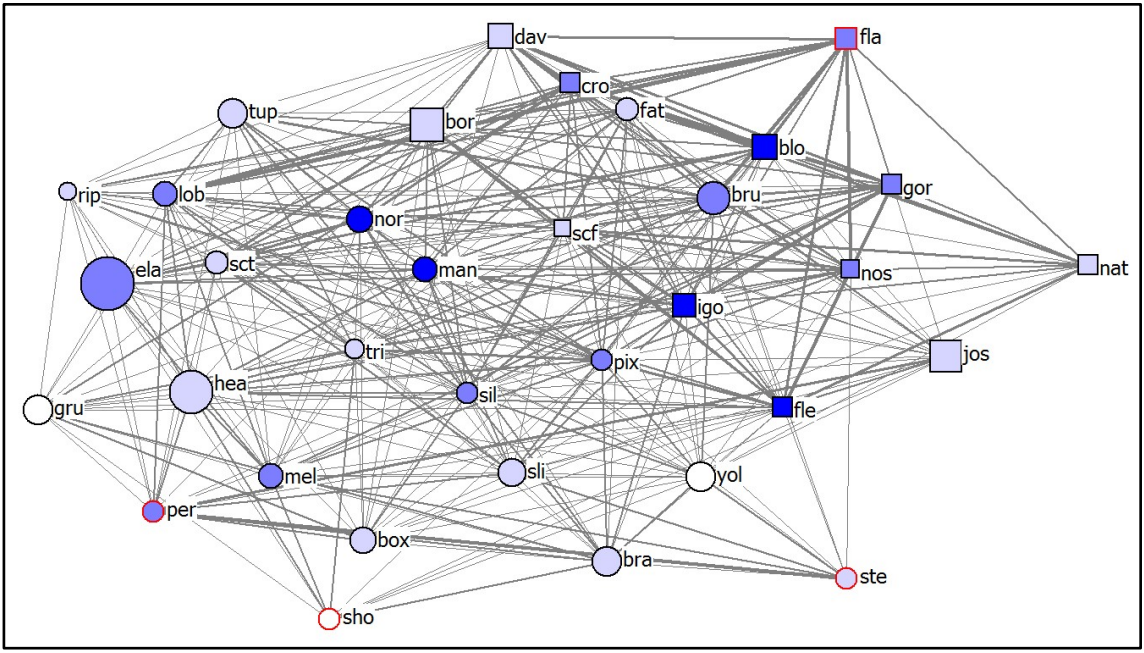 dav
fla
cro
tup
bor
fat
blo
rip
lob
bru
gor
nor
scf
ela
sct
man
nos
nat
igo
tri
hea
pix
jos
gru
sil
fle
mel
sli
yol
per
box
bra
ste
sho